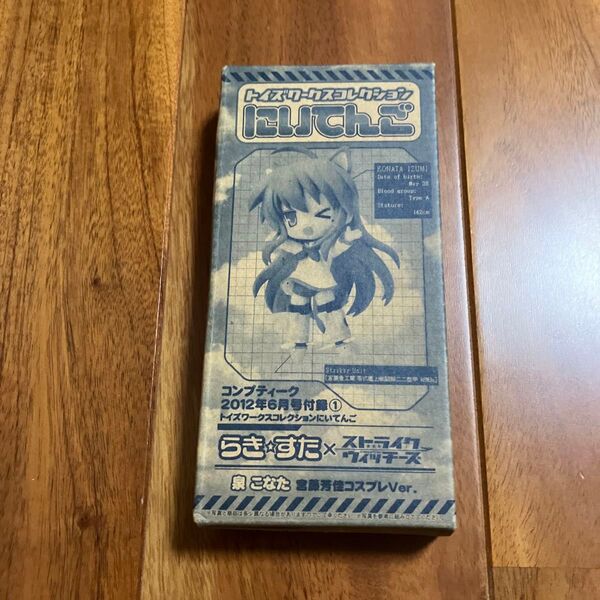 トイズワークスコレクション
にいてんご
KONATA IZUMI
Date of birth:
May 28
Blood group:
Type A
Stature:
142cm
Striker Unit
コンプティーク
2012年6月号付録①
トイズワークスコレクションにいてんご
らき☆すた×ストライクウィッチーズ
泉 こなた 宮藤芳佳コスプレVer.